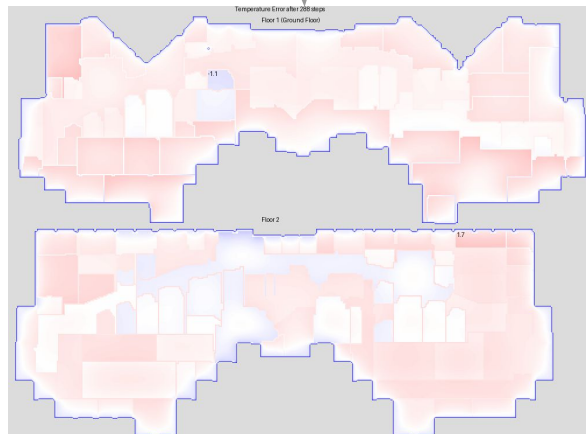 Temperature Error after 288 steps
Floor 1 (Ground Floor)
-1.1
Floor 2
1.7